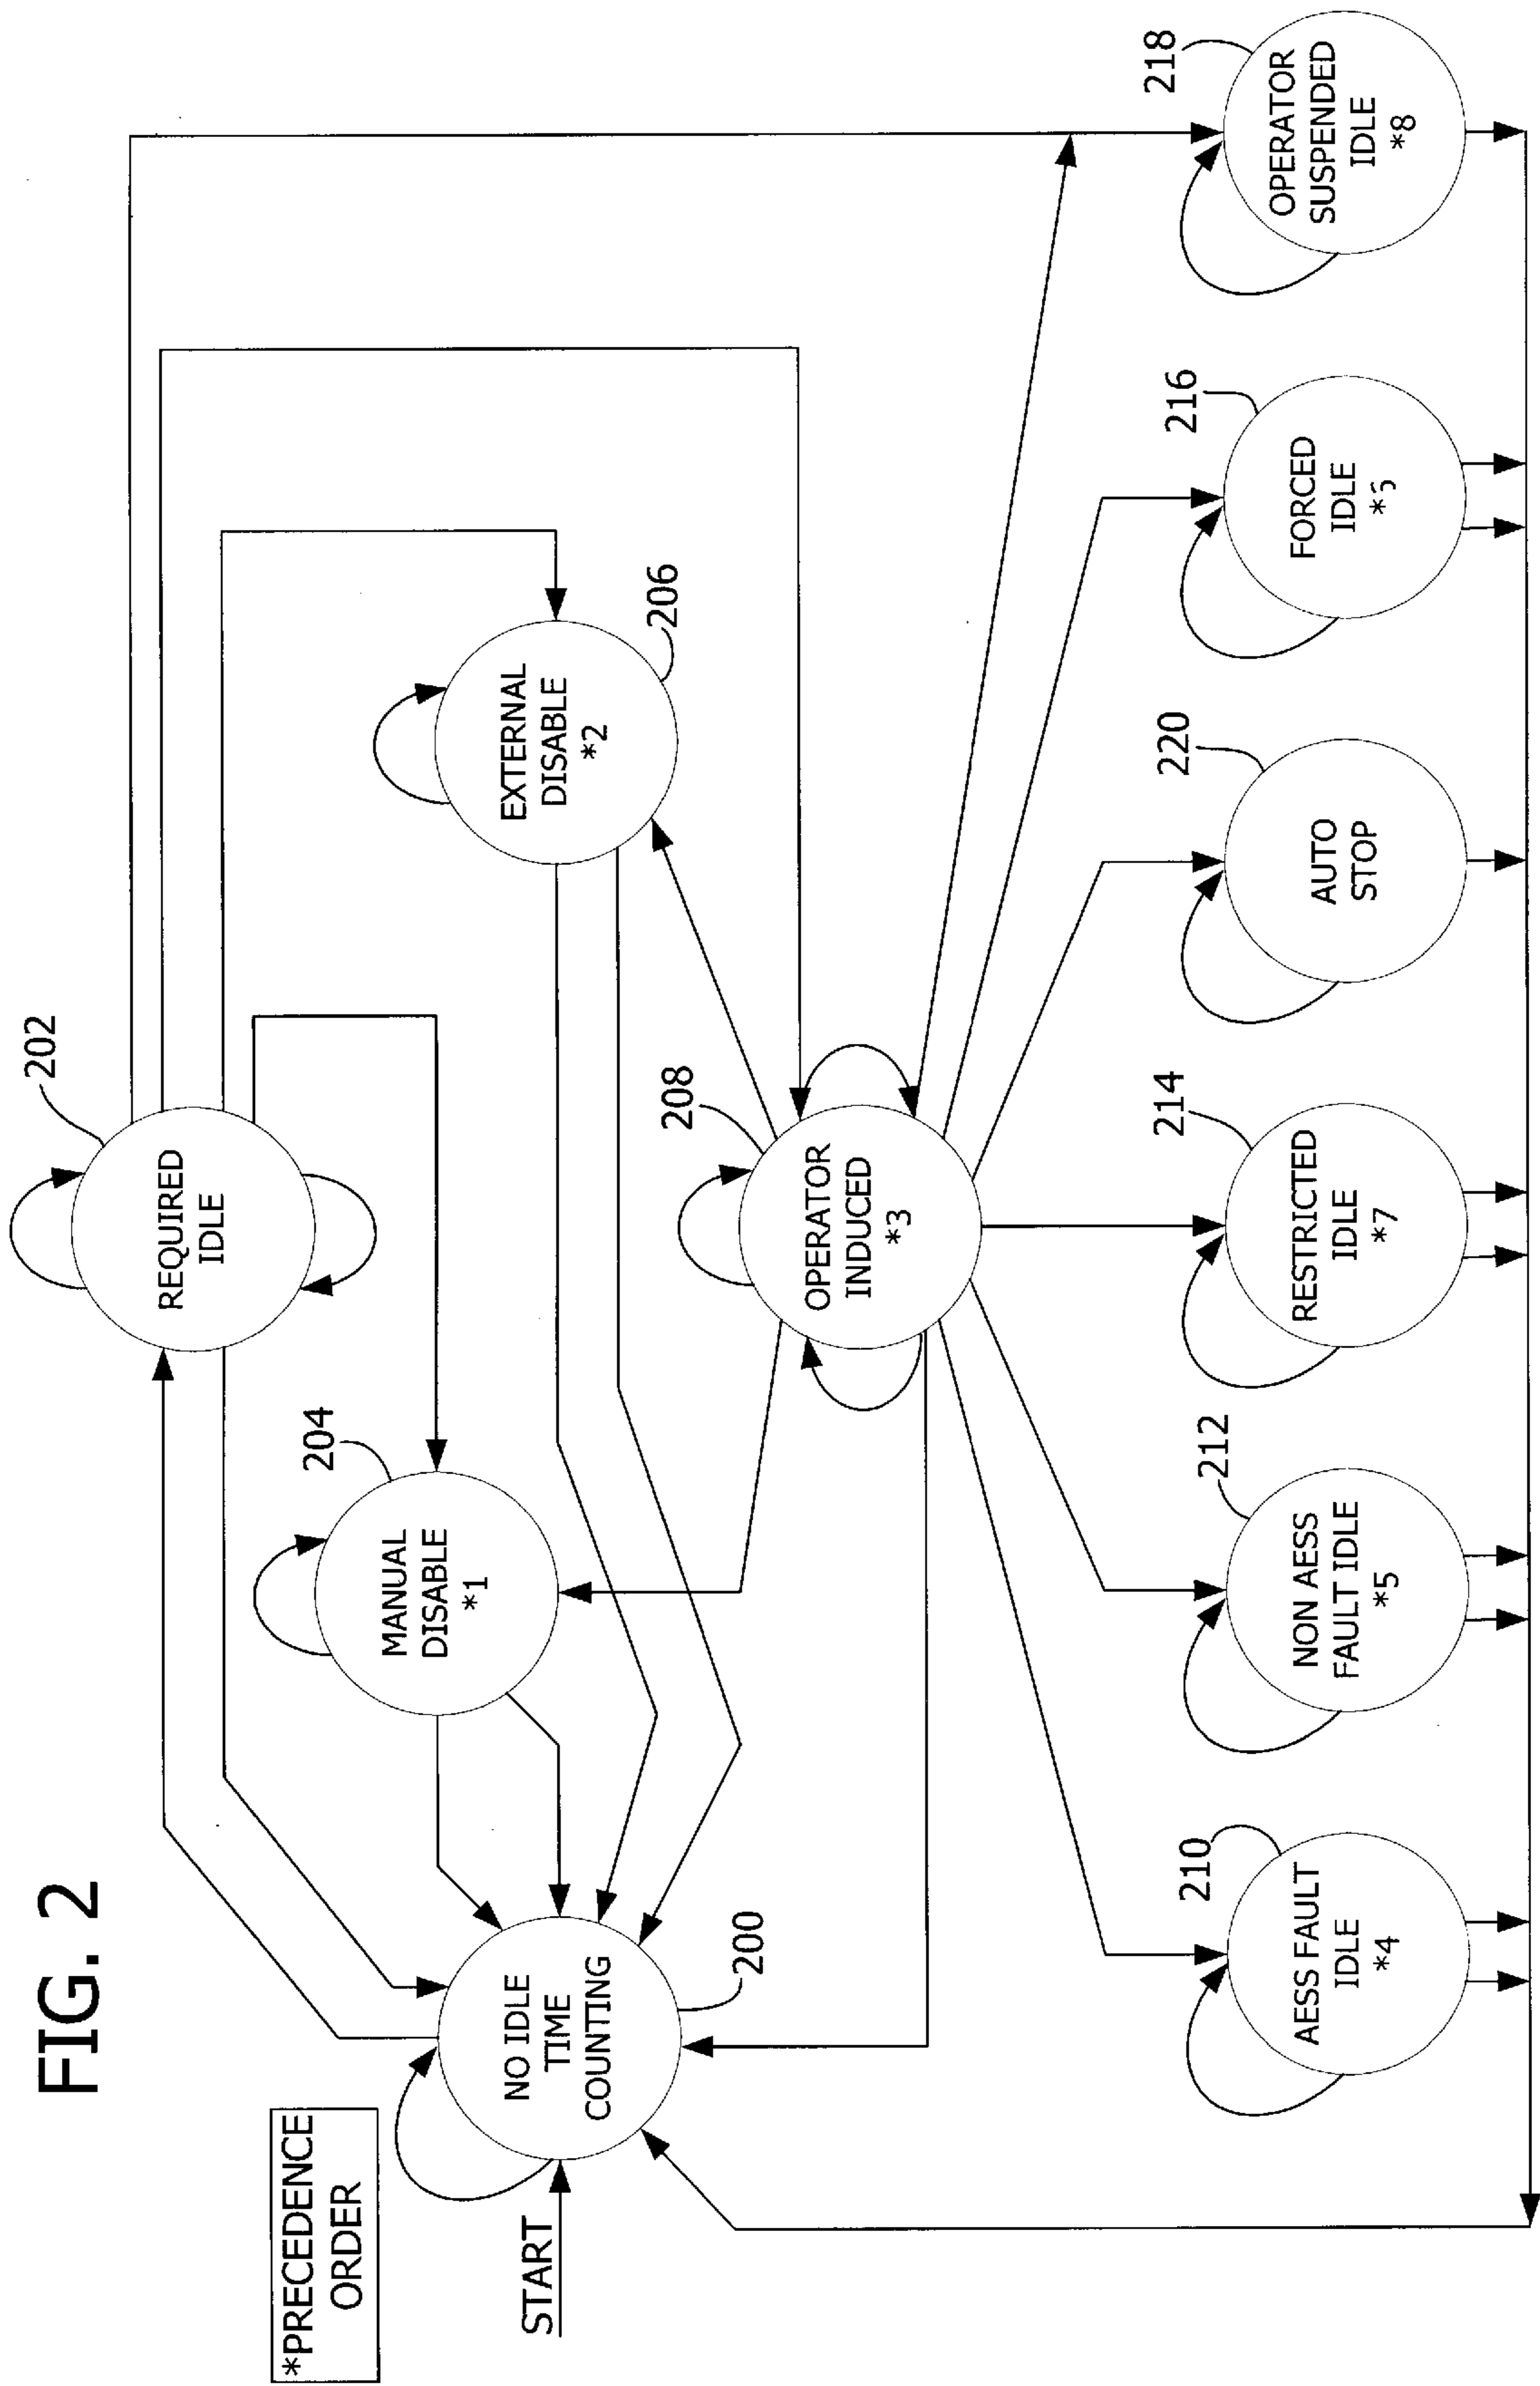 FIG. 2
202
REQUIRED
IDLE
*PRECEDENCE
ORDER
204
MANUAL
DISABLE
*1
EXTERNAL
DISABLE
*2
206
START
NO IDLE
TIME
COUNTING
200
208
OPERATOR
INDUCED
*3
210
AESS FAULT
IDLE
*4
212
NON AESS
FAULT IDLE
*5
214
RESTRICTED
IDLE
*7
220
AUTO
STOP
216
FORCED
IDLE
218
OPERATOR
SUSPENDED
IDLE
*8